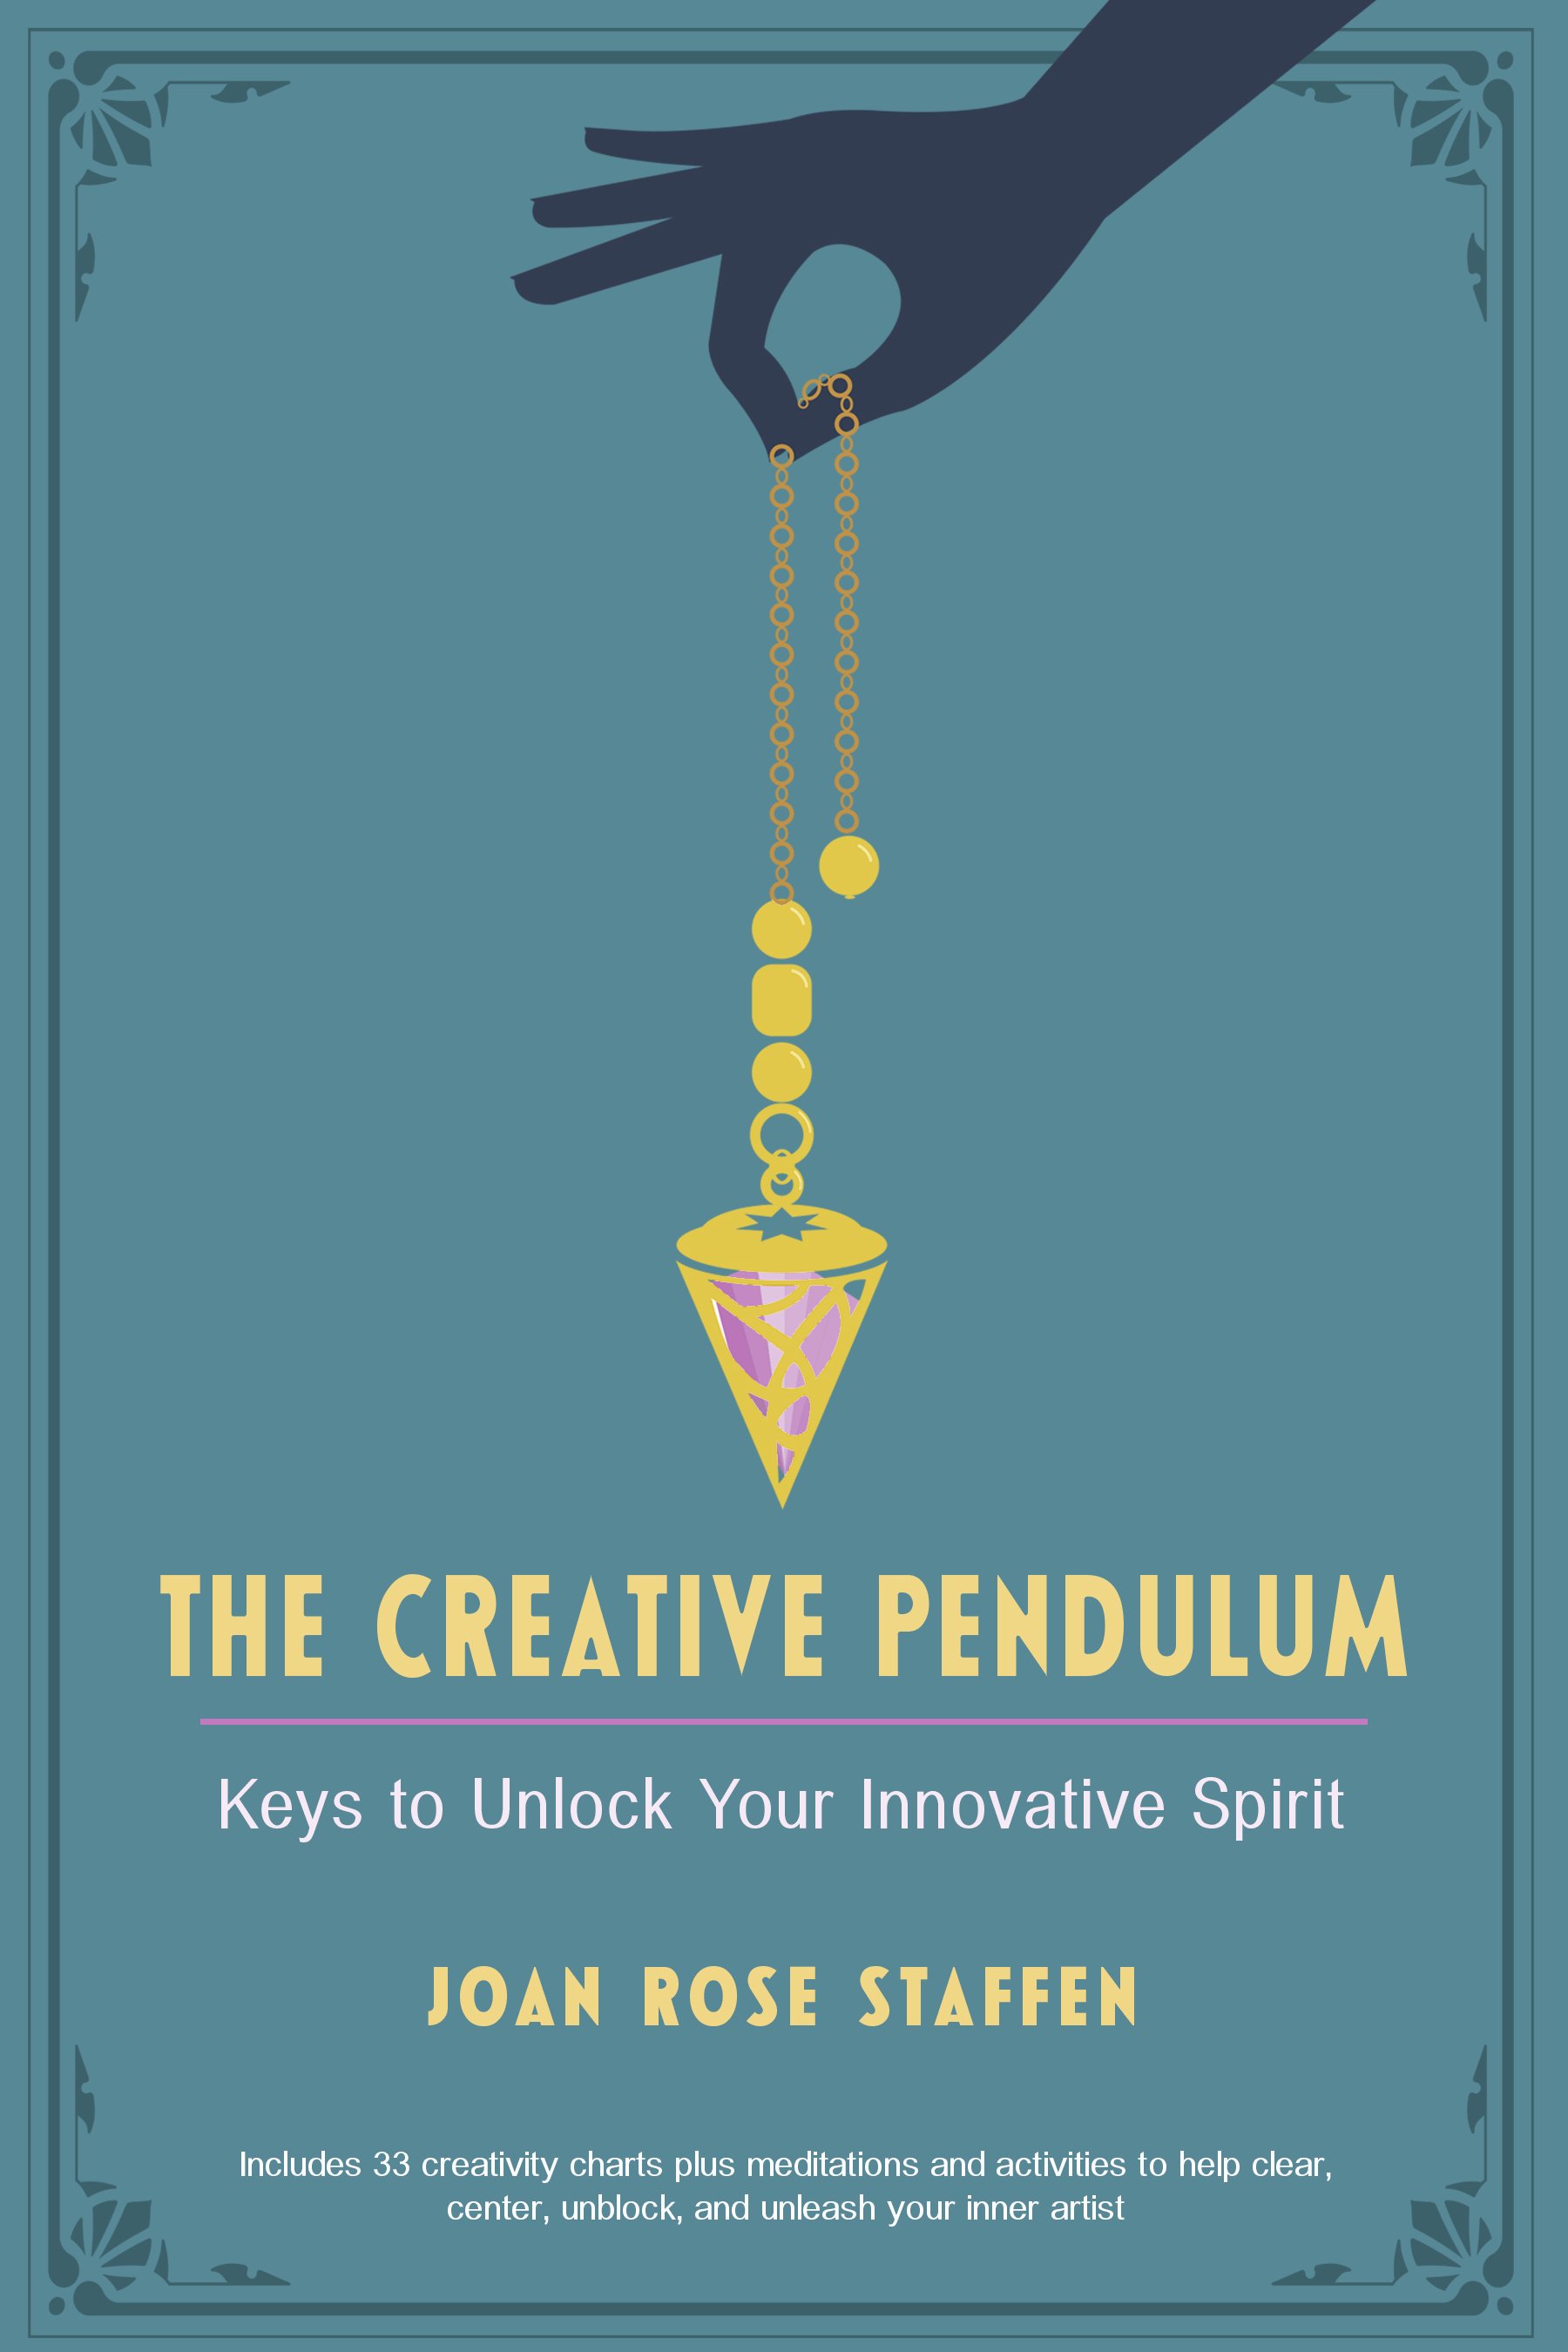 THE CREATIVE PENDULUM
Keys to Unlock Your Innovative Spirit
JOAN ROSE STAFFEN
Includes 33 creativity charts plus meditations and activities to help clear,
center, unblock, and unleash your inner artist